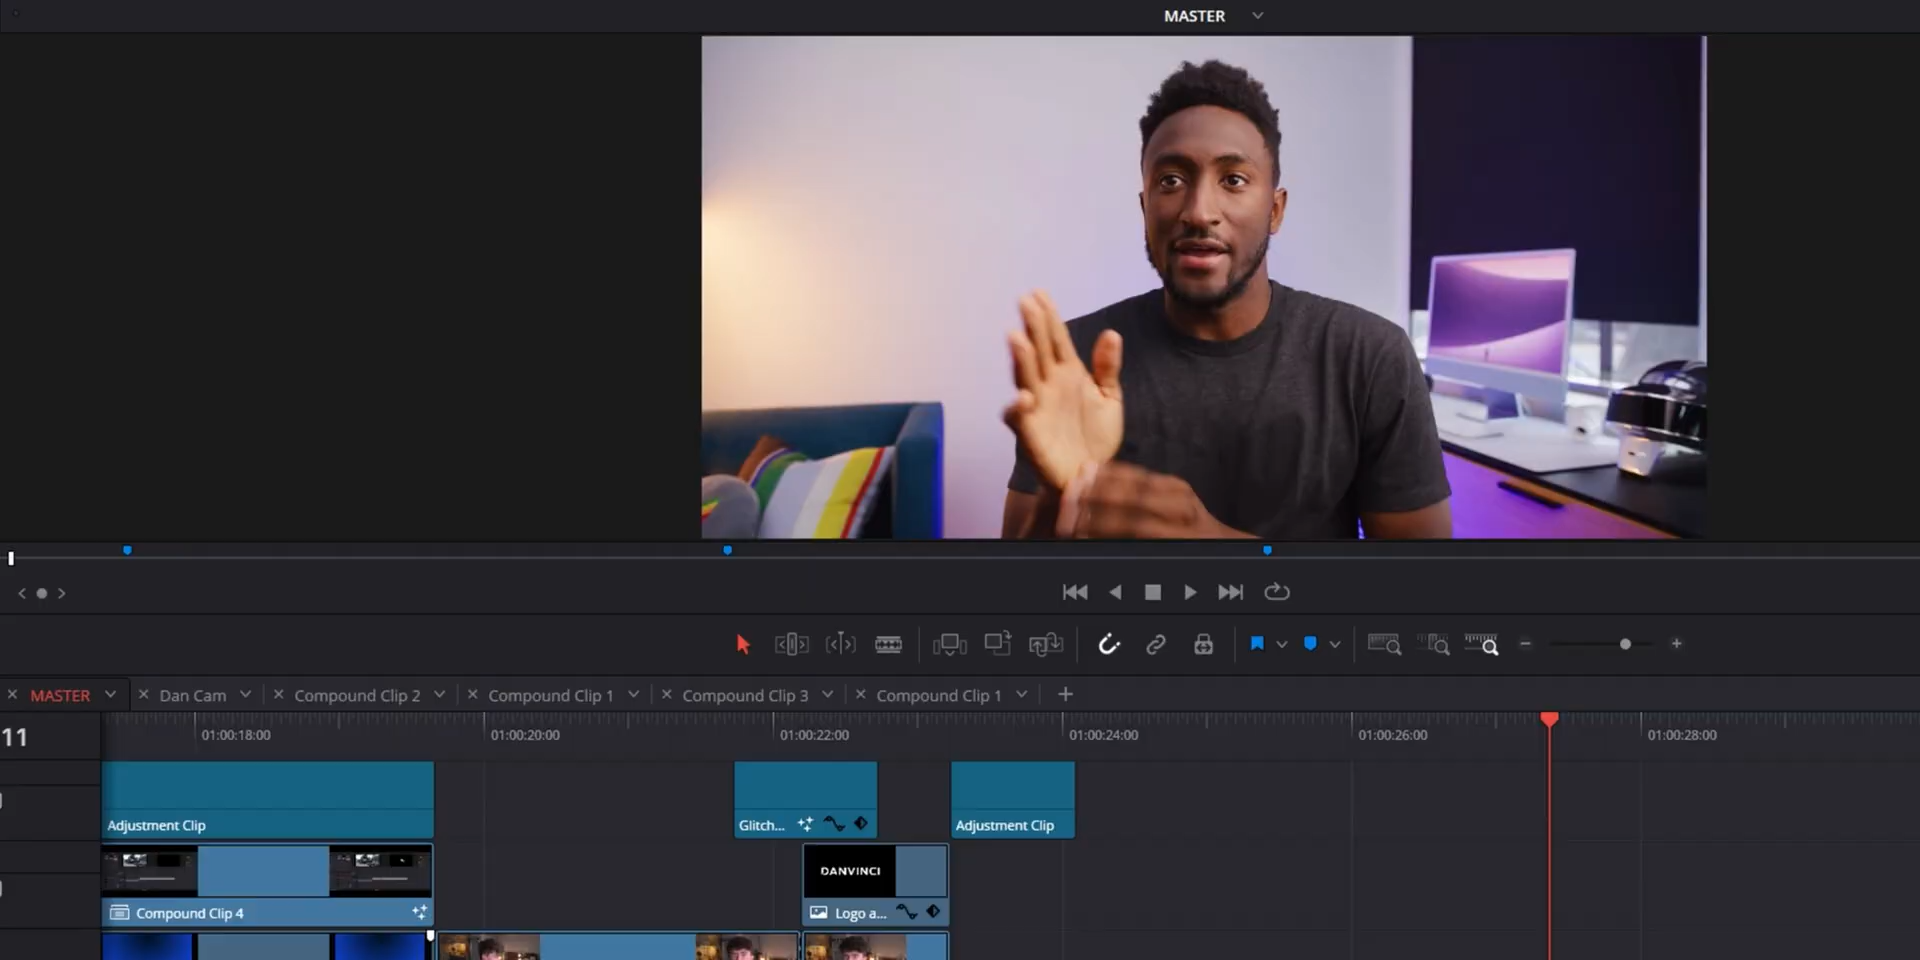 MASTER
MASTER Dan Cam Compound Clip 2 Compound Clip 1 Compound Clip 3 Compound Clip 1
11 01:00:18:00 01:00:20:00 01:00:22:00 01:00:24:00 01:00:26:00 01:00:28:00
Adjustment Clip Glitch... Adjustment Clip
DANVINCI
Compound Clip 4 Logo a...